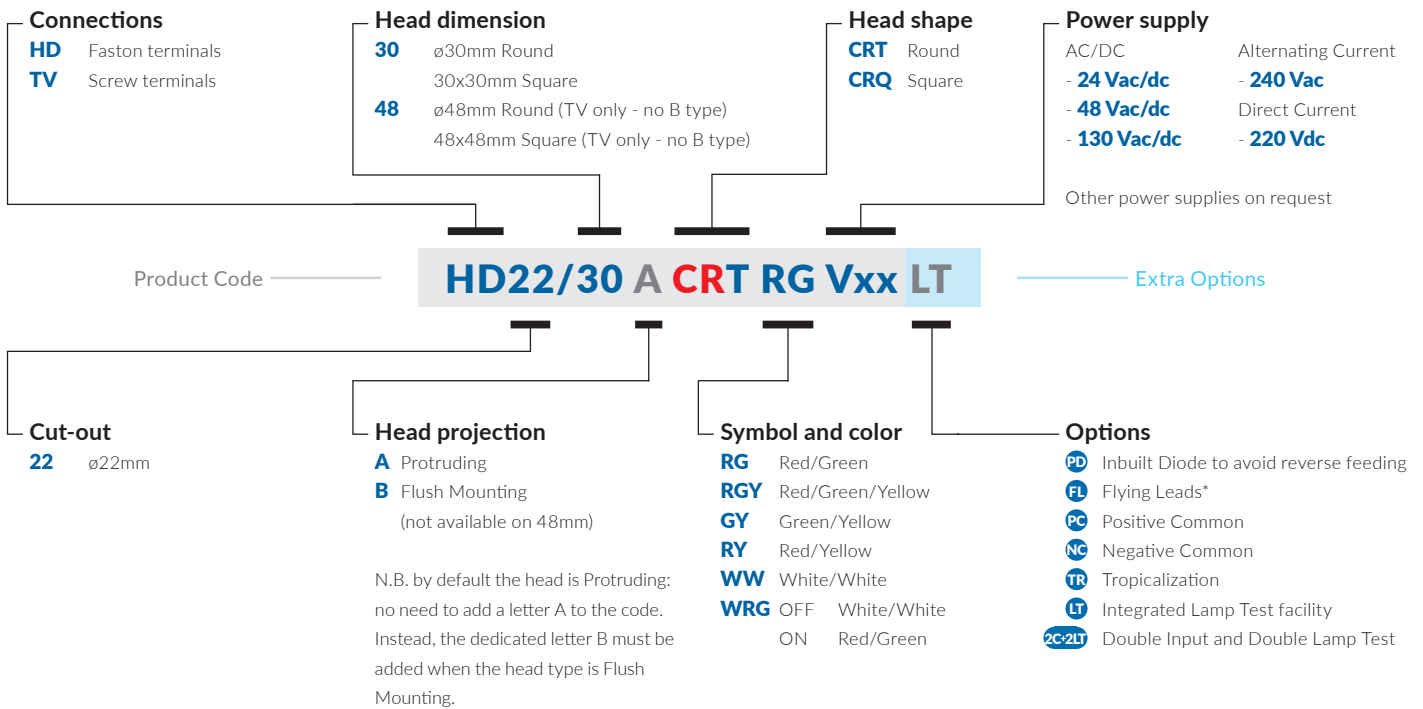 Connections
HD Faston terminals
TV Screw terminals
Head dimension
30 ø30mm Round
30x30mm Square
48 ø48mm Round (TV only - no B type)
48x48mm Square (TV only - no B type)
Head shape
CRT Round
CRQ Square
Power supply
AC/DC
- 24 Vac/dc
- 48 Vac/dc
- 130 Vac/dc
Alternating Current
- 240 Vac
Direct Current
- 220 Vdc
Other power supplies on request
Product Code
HD22/30 A CRT RG Vxx LT
Extra Options
Cut-out
22 ø22mm
Head projection
A Protruding
B Flush Mounting
(not available on 48mm)
N.B. by default the head is Protruding:
no need to add a letter A to the code.
Instead, the dedicated letter B must be
added when the head type is Flush
Mounting.
Symbol and color
RG Red/Green
RGY Red/Green/Yellow
GY Green/Yellow
RY Red/Yellow
WW White/White
WRG OFF White/White
ON Red/Green
Options
PD Inbuilt Diode to avoid reverse feeding
FL Flying Leads*
PC Positive Common
NC Negative Common
TR Tropicalization
LT Integrated Lamp Test facility
2C+2LT Double Input and Double Lamp Test